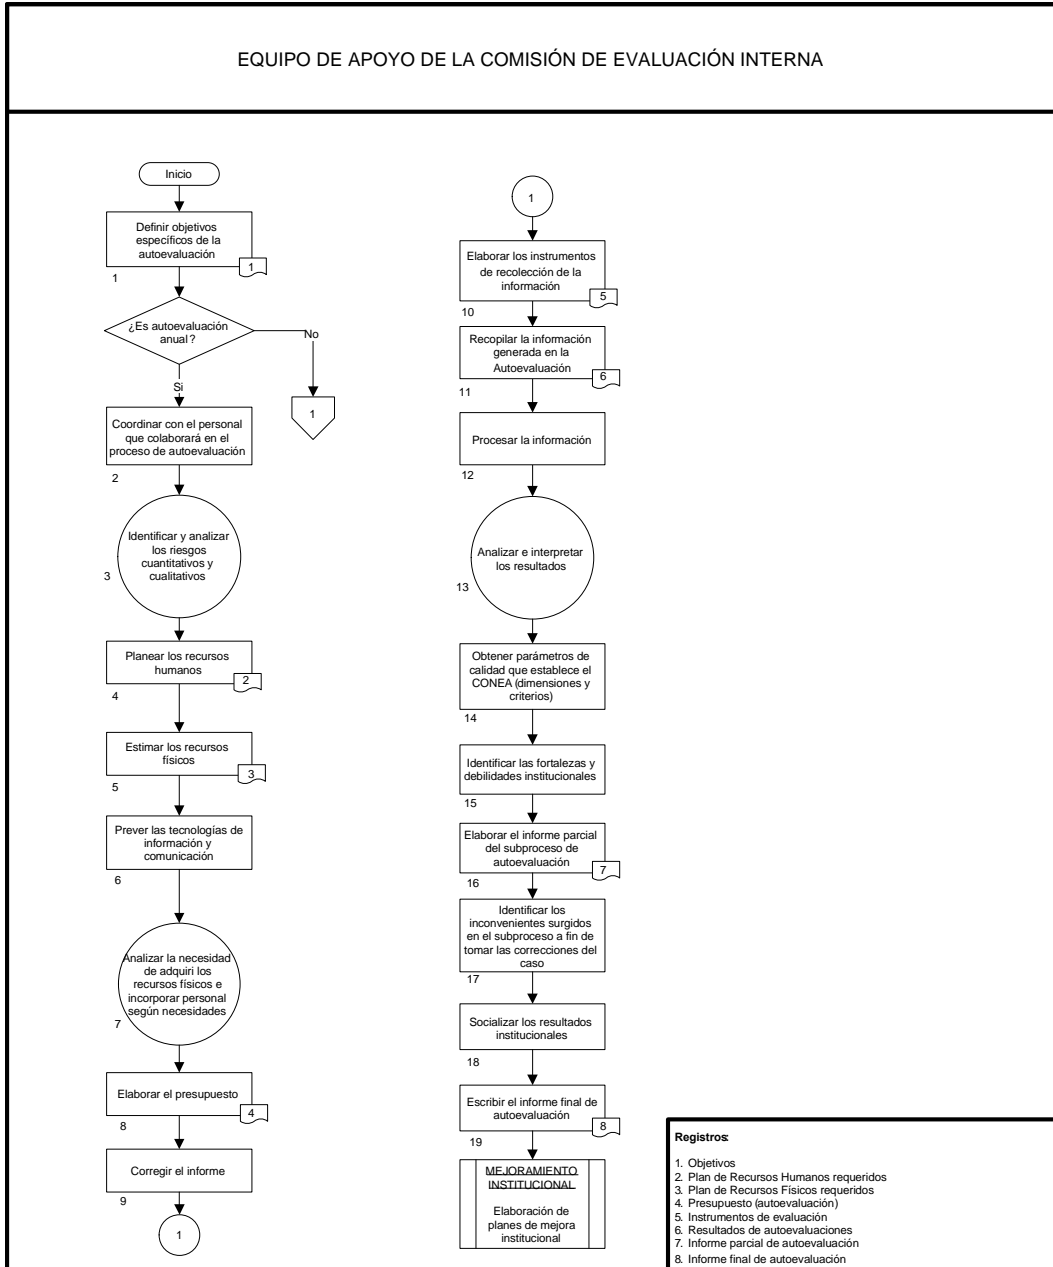 EQUIPO DE APOYO DE LA COMISIÓN DE EVALUACIÓN INTERNA
Inicio
Definir objetivos
específicos de la
autoevaluación
1
1
¿Es autoevaluación
anual?
No
1
Si
Coordinar con el personal
que colaborará en el
proceso de autoevaluación
2
Identificar y analizar
los riesgos
cuantitativos y
cualitativos
3
Planear los recursos
humanos
2
4
Estimar los recursos
físicos
3
5
Prever las tecnologías de
información y
comunicación
6
Analizar la necesidad
de adquiri los
recursos físicos e
incorporar personal
según necesidades
7
Elaborar el presupuesto
4
8
Corregir el informe
9
1
1
Elaborar los instrumentos
de recolección de la
información
5
10
Recopilar la información
generada en la
Autoevaluación
6
11
Procesar la información
12
Analizar e interpretar
los resultados
13
Obtener parámetros de
calidad que establece el
CONEA (dimensiones y
criterios)
14
Identificar las fortalezas y
debilidades institucionales
15
Elaborar el informe parcial
del subproceso de
autoevaluación
7
16
Identificar los
inconvenientes surgidos
en el subproceso a fin de
tomar las correcciones del
caso
17
Socializar los resultados
institucionales
18
Escribir el informe final de
autoevaluación
8
19
MEJORAMIENTO
INSTITUCIONAL
Elaboración de
planes de mejora
institucional
Registros:
1. Objetivos
2. Plan de Recursos Humanos requeridos
3. Plan de Recursos Físicos requeridos
4. Presupuesto (autoevaluación)
5. Instrumentos de evaluación
6. Resultados de autoevaluaciones
7. Informe parcial de autoevaluación
8. Informe final de autoevaluación